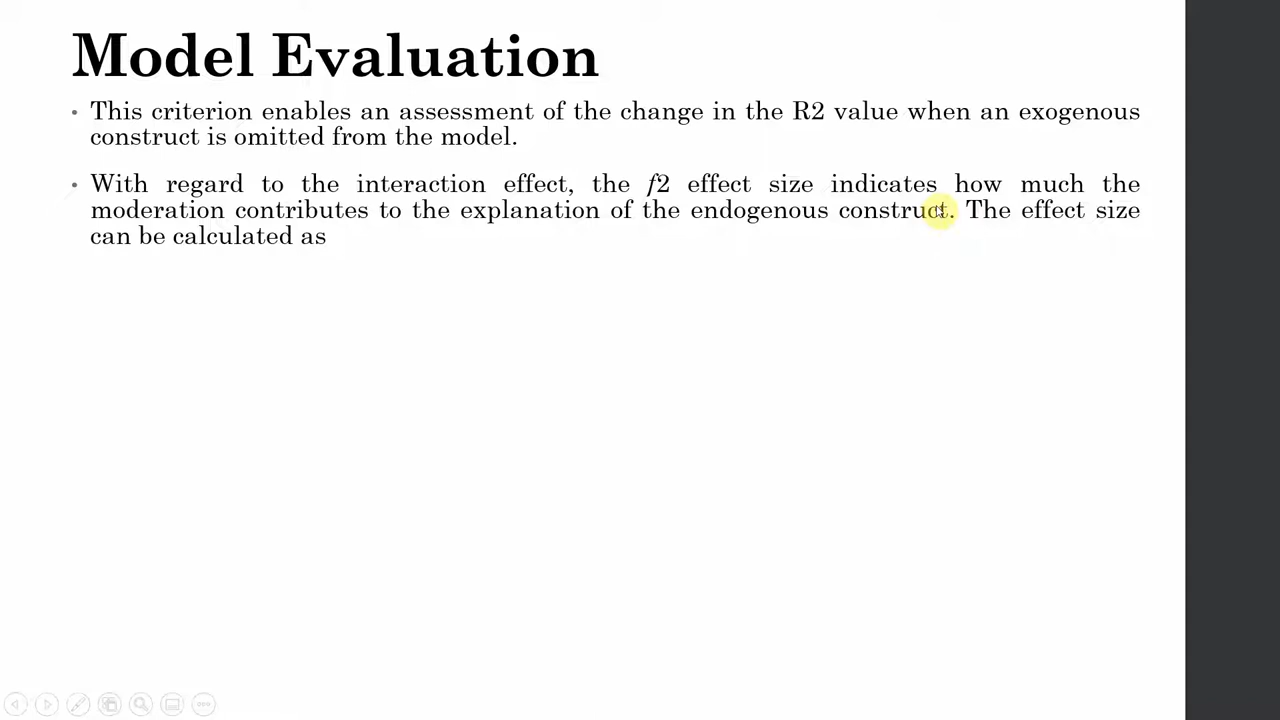 Model Evaluation
• This criterion enables an assessment of the change in the R2 value when an exogenous
construct is omitted from the model.
• With regard to the interaction effect, the f2 effect size indicates how much the
moderation contributes to the explanation of the endogenous construct. The effect size
can be calculated as